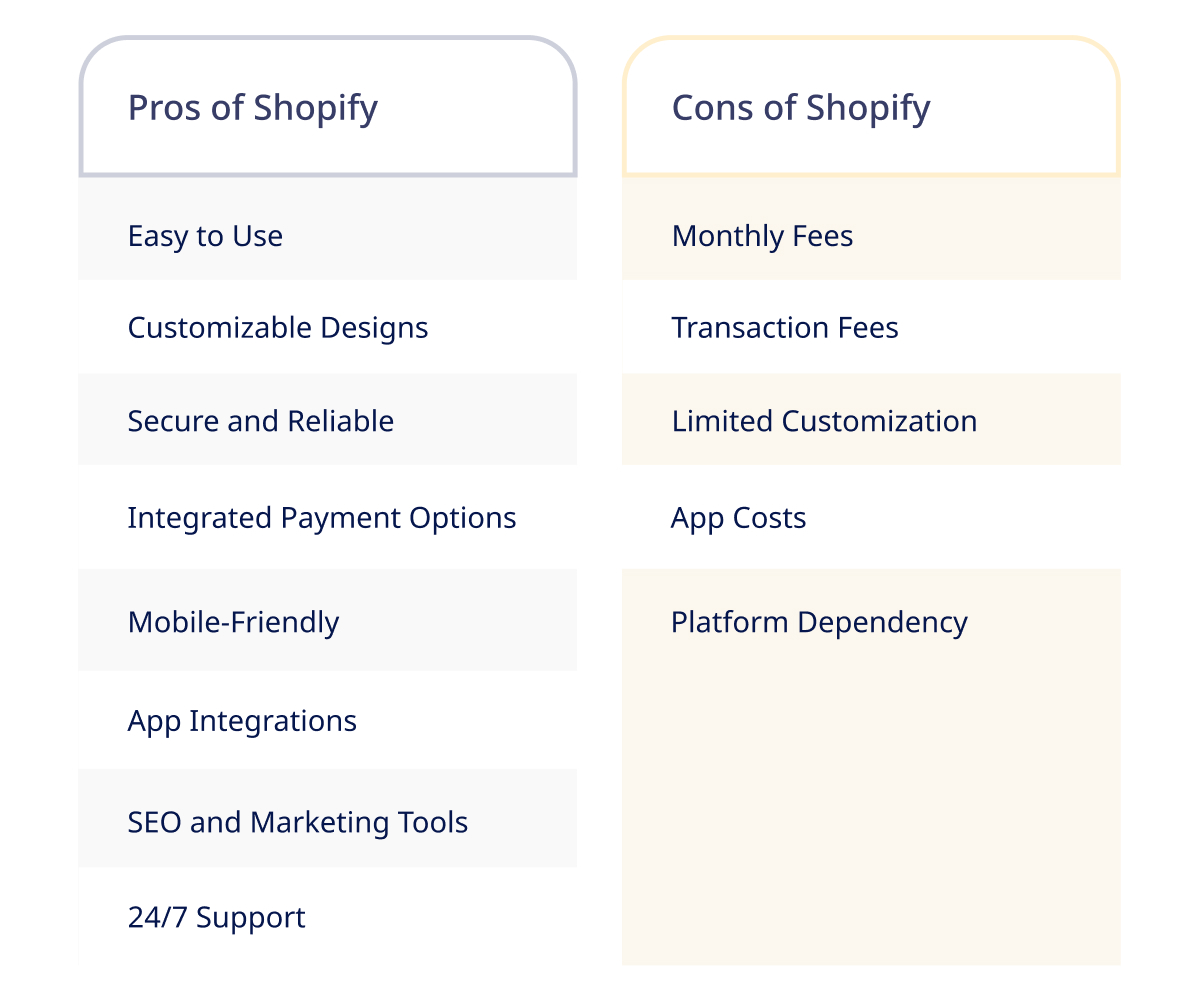 Pros of Shopify
Easy to Use
Customizable Designs
Secure and Reliable
Integrated Payment Options
Mobile-Friendly
App Integrations
SEO and Marketing Tools
24/7 Support
Cons of Shopify
Monthly Fees
Transaction Fees
Limited Customization
App Costs
Platform Dependency